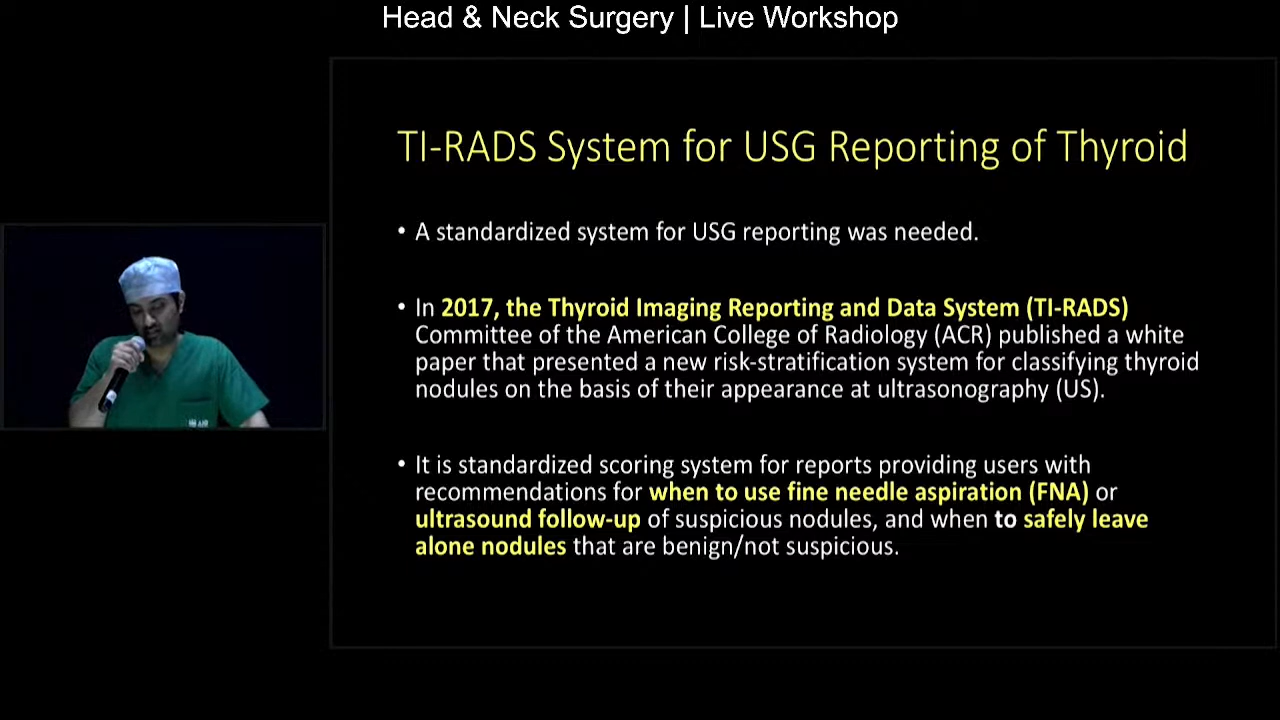 Head & Neck Surgery | Live Workshop
TI-RADS System for USG Reporting of Thyroid
• A standardized system for USG reporting was needed.
• In 2017, the Thyroid Imaging Reporting and Data System (TI-RADS)
Committee of the American College of Radiology (ACR) published a white
paper that presented a new risk-stratification system for classifying thyroid
nodules on the basis of their appearance at ultrasonography (US).
• It is standardized scoring system for reports providing users with
recommendations for when to use fine needle aspiration (FNA) or
ultrasound follow-up of suspicious nodules, and when to safely leave
alone nodules that are benign/not suspicious.